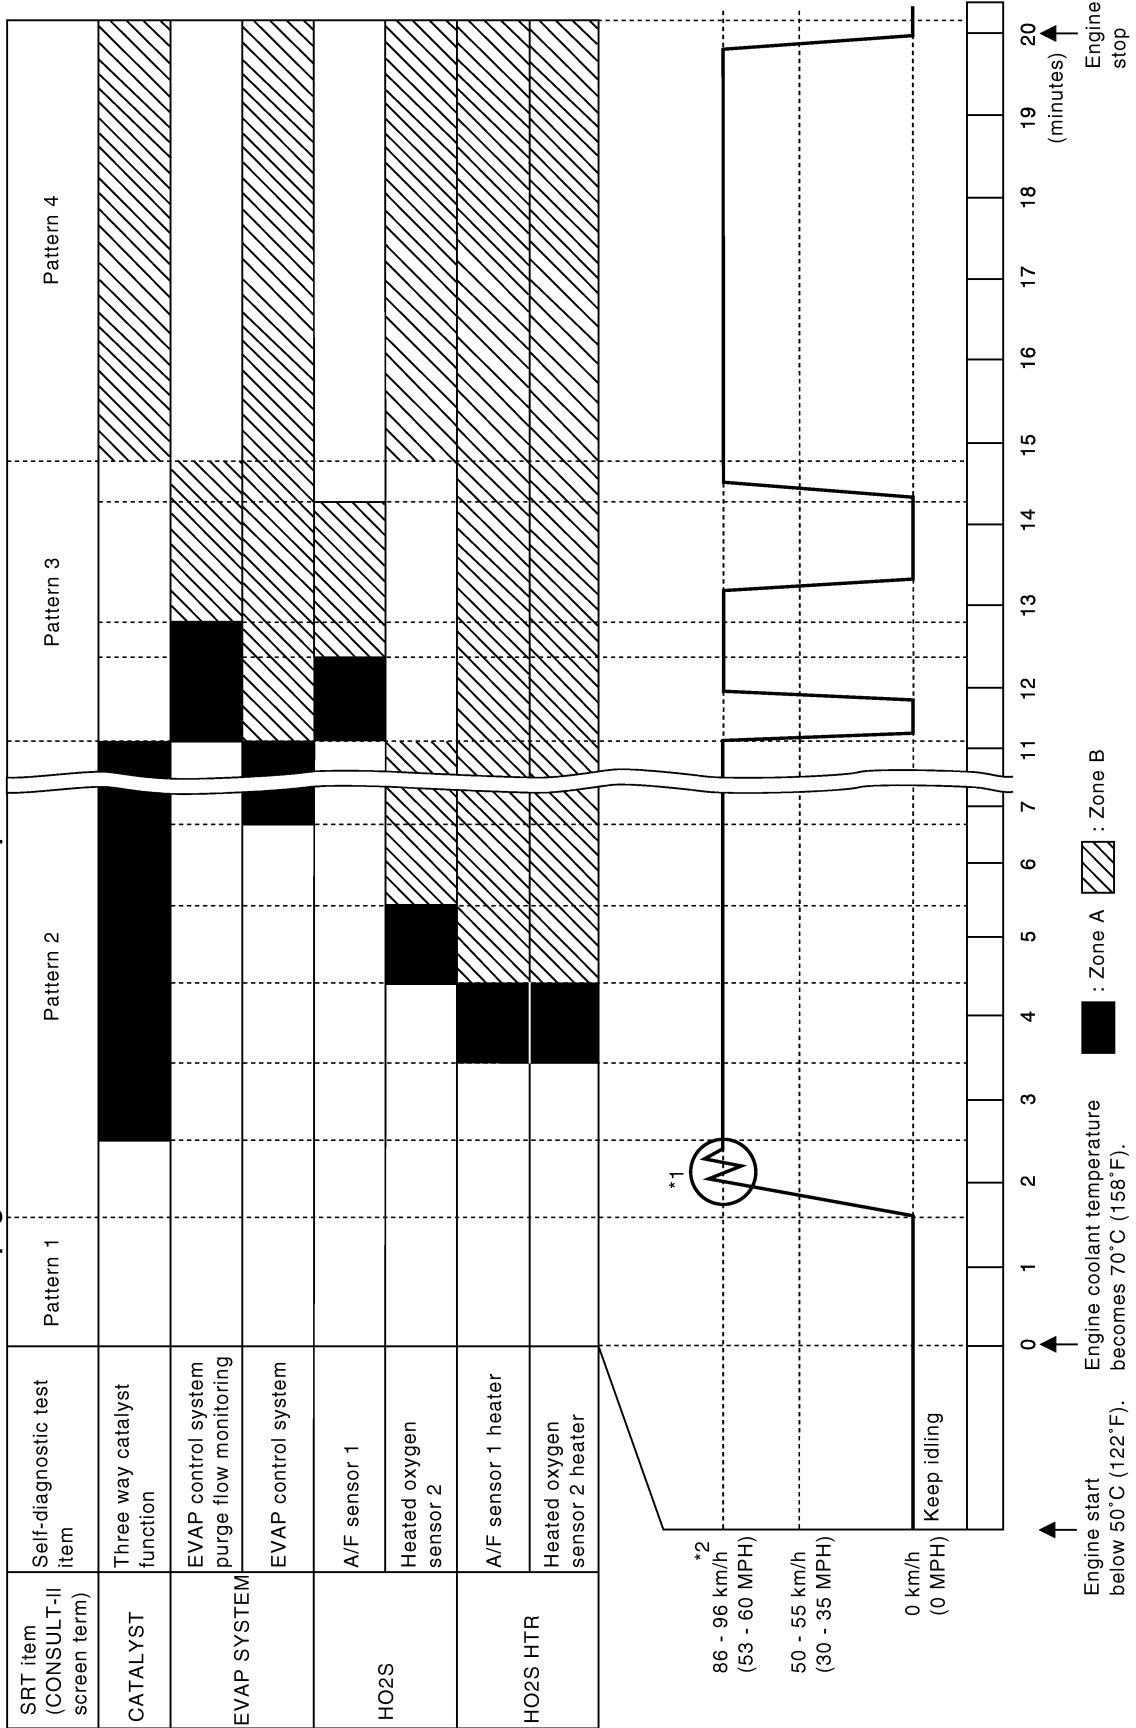 SRT item
(CONSULT-II
screen term)
Self-diagnostic test
item
Pattern 1
Pattern 2
Pattern 3
Pattern 4
CATALYST
Three way catalyst
function
EVAP SYSTEM
EVAP control system
purge flow monitoring
EVAP control system
HO2S
A/F sensor 1
Heated oxygen
sensor 2
HO2S HTR
A/F sensor 1 heater
Heated oxygen
sensor 2 heater
*1
*2
86 - 96 km/h
(53 - 60 MPH)
50 - 55 km/h
(30 - 35 MPH)
0 km/h
(0 MPH)
Keep idling
0 1 2 3 4 5 6 7 11 12 13 14 15 16 17 18 19 20
(minutes)
Engine start
below 50°C (122°F).
Engine coolant temperature
becomes 70°C (158°F).
: Zone A
: Zone B
Engine
stop